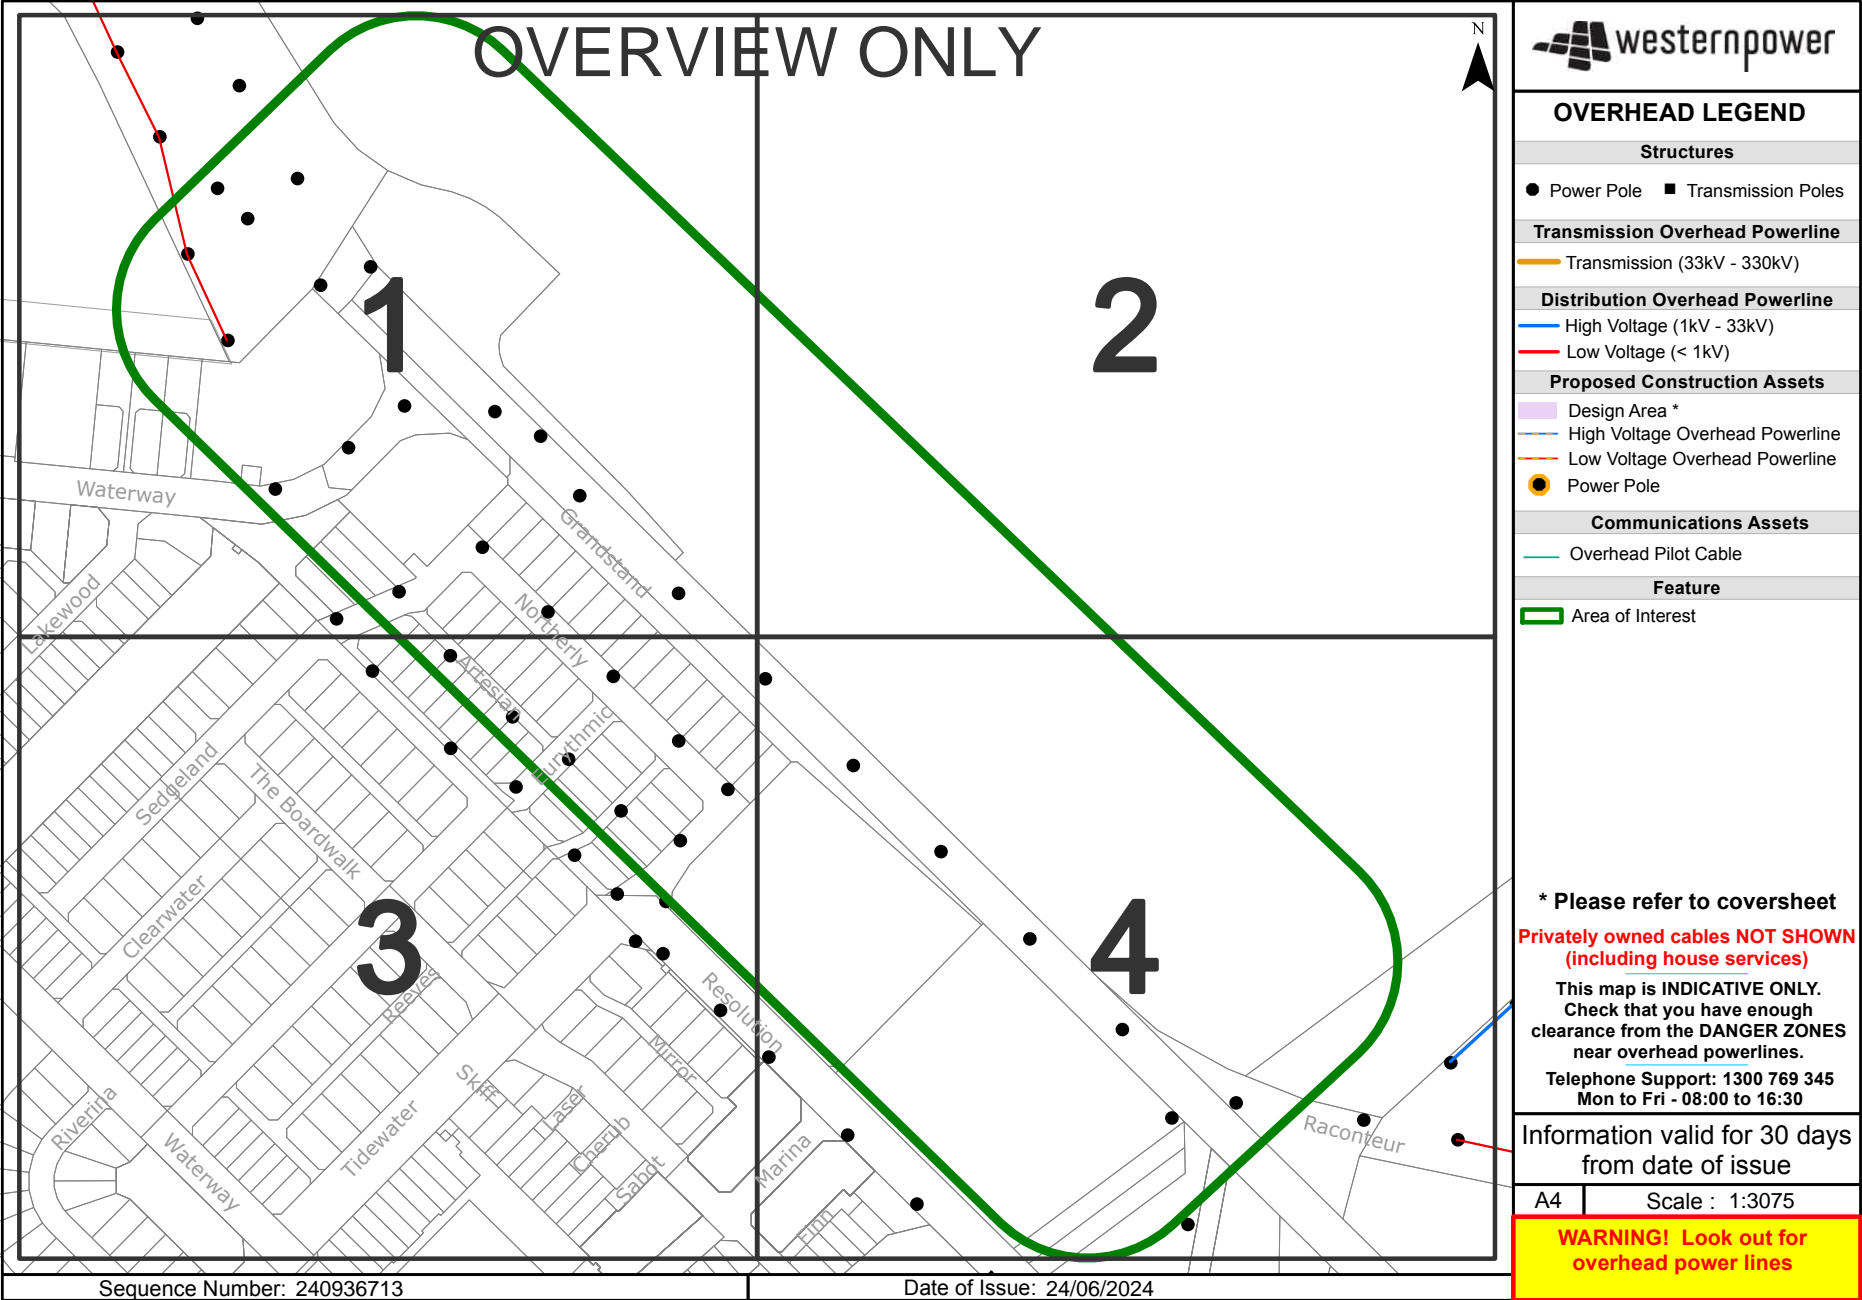 OVERVIEW ONLY
N
1
2
3
4
Waterway
Lakewood
Grandstand
Northerly
Artesian
Eurythmic
Sedgeland
The Boardwalk
Clearwater
Reeves
Resolution
Mirror
Skiff
Laser
Cherub
Sabot
Marina
Finn
Riverina
Waterway
Tidewater
Raconteur
westernpower
OVERHEAD LEGEND
Structures
Power Pole Transmission Poles
Transmission Overhead Powerline
Transmission (33kV - 330kV)
Distribution Overhead Powerline
High Voltage (1kV - 33kV)
Low Voltage (< 1kV)
Proposed Construction Assets
Design Area *
High Voltage Overhead Powerline
Low Voltage Overhead Powerline
Power Pole
Communications Assets
Overhead Pilot Cable
Feature
Area of Interest
* Please refer to coversheet
Privately owned cables NOT SHOWN
(including house services)
This map is INDICATIVE ONLY.
Check that you have enough
clearance from the DANGER ZONES
near overhead powerlines.
Telephone Support: 1300 769 345
Mon to Fri - 08:00 to 16:30
Information valid for 30 days
from date of issue
A4 Scale : 1:3075
WARNING! Look out for
overhead power lines
Sequence Number: 240936713
Date of Issue: 24/06/2024